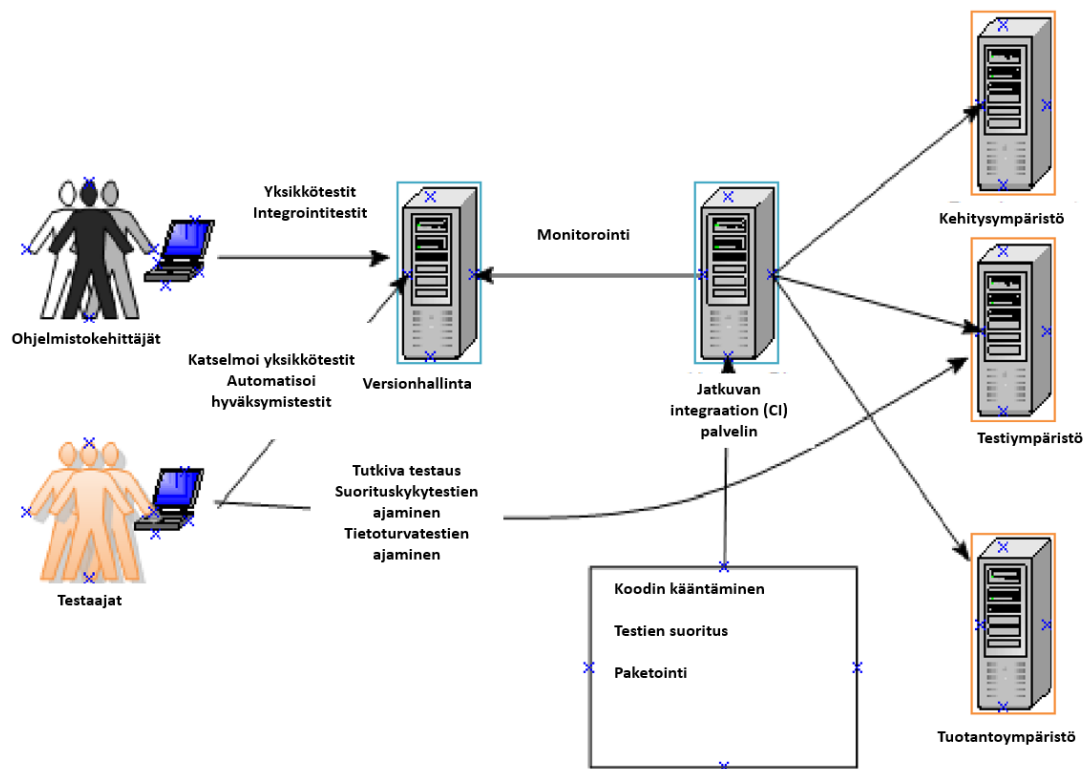 Yksikkötestit
Integrointitestit
Monitorointi
Kehitysympäristö
Ohjelmistokehittäjät
Katselmoi yksikkötestit
Automatisoi
hyväksymistestit
Versionhallinta
Jatkuvan
integraation (CI)
palvelin
Testiympäristö
Tutkiva testaus
Suorituskykytestien
ajaminen
Tietoturvatestien
ajaminen
Testaajat
Koodin kääntäminen
Testien suoritus
Paketointi
Tuotantoympäristö